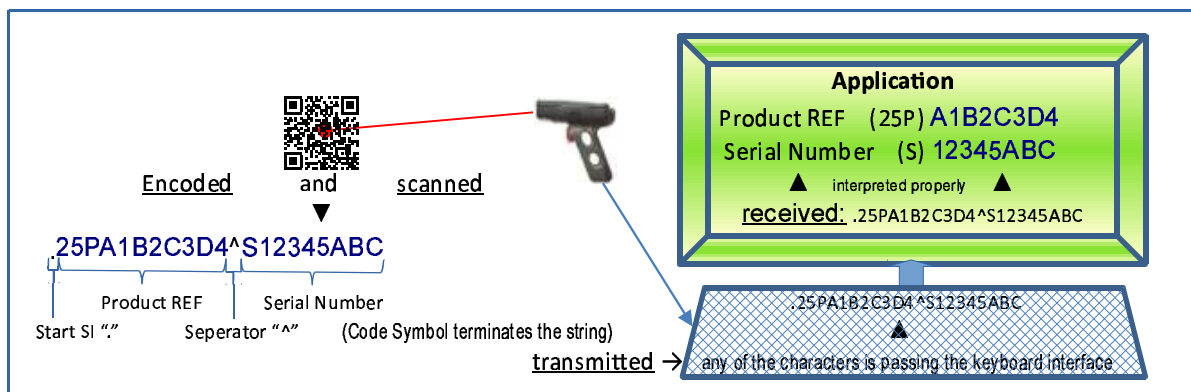 Encoded and scanned
.25PA1B2C3D4^S12345ABC
Product REF Serial Number
Start SI "." Seperator "^" (Code Symbol terminates the string)
Application
Product REF (25P) A1B2C3D4
Serial Number (S) 12345ABC
interpreted properly
received: .25PA1B2C3D4^S12345ABC
.25PA1B2C3D4^S12345ABC
transmitted → any of the characters is passing the keyboard interface